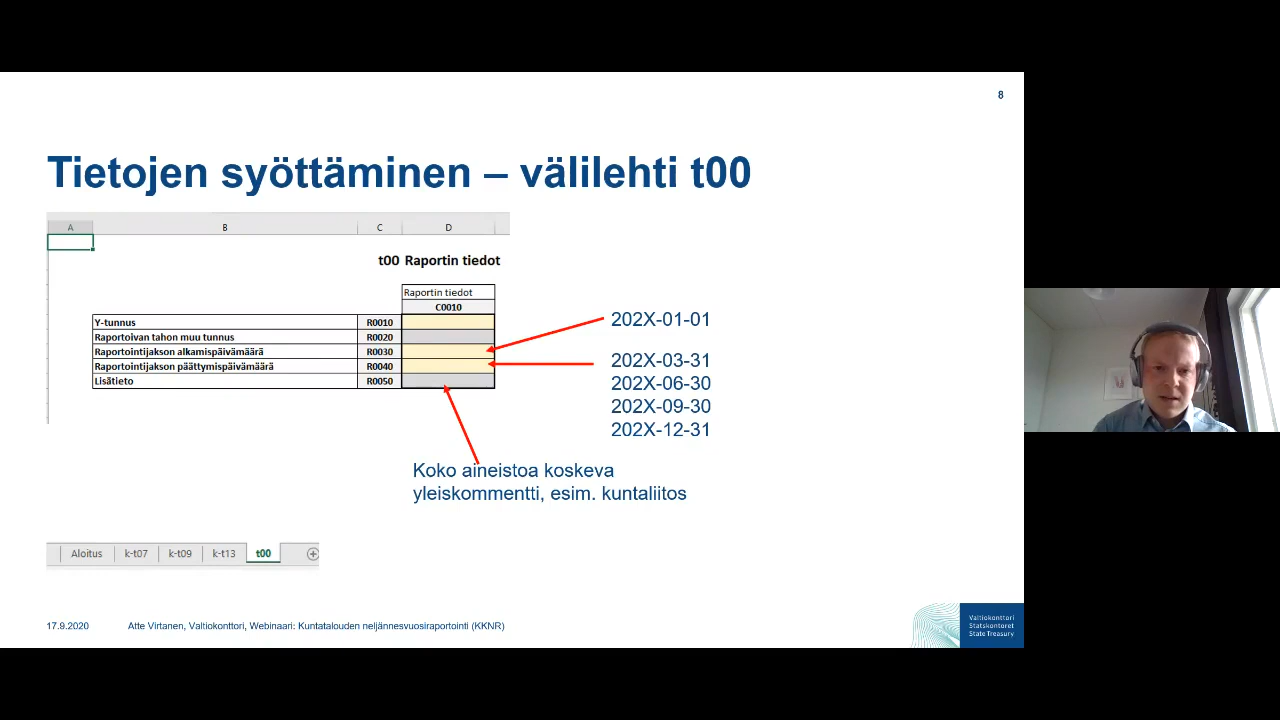 8
Tietojen syöttäminen – välilehti t00
A B C D
t00 Raportin tiedot
Raportin tiedot
C0010
Y-tunnus R0010
Raportoivan tahon muu tunnus R0020
Raportointijakson alkamispäivämäärä R0030
Raportointijakson päättymispäivämäärä R0040
Lisätieto R0050
202X-01-01
202X-03-31
202X-06-30
202X-09-30
202X-12-31
Koko aineistoa koskeva
yleiskommentti, esim. kuntaliitos
Aloitus k-t07 k-t09 k-t13 t00
17.9.2020 Atte Virtanen, Valtiokonttori, Webinaari: Kuntatalouden neljännesvuosiraportointi (KKNR)
Valtiokonttori
Statskontoret
State Treasury